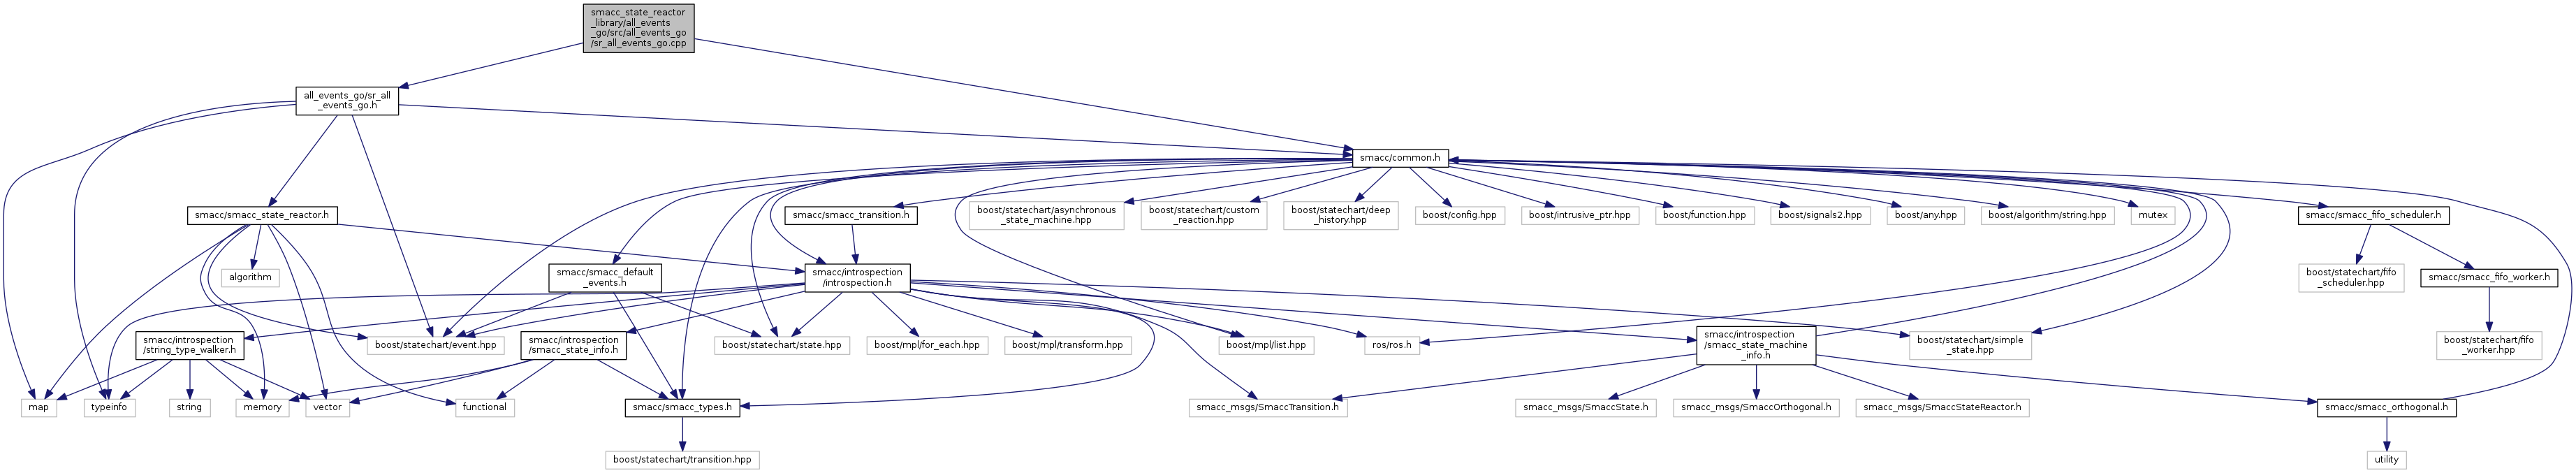 smacc_state_reactor
_library/all_events
_go/src/all_events_go
/sr_all_events_go.cpp
all_events_go/sr_all
_events_go.h
smacc/common.h
smacc/smacc_state_reactor.h
smacc/smacc_transition.h
boost/statechart/asynchronous
_state_machine.hpp
boost/statechart/custom
_reaction.hpp
boost/statechart/deep
_history.hpp
boost/config.hpp
boost/intrusive_ptr.hpp
boost/function.hpp
boost/signals2.hpp
boost/any.hpp
boost/algorithm/string.hpp
mutex
smacc/smacc_fifo_scheduler.h
algorithm
smacc/smacc_default
_events.h
smacc/introspection
/introspection.h
boost/statechart/fifo
_scheduler.hpp
smacc/smacc_fifo_worker.h
smacc/introspection
/string_type_walker.h
boost/statechart/event.hpp
smacc/introspection
/smacc_state_info.h
boost/statechart/state.hpp
boost/mpl/for_each.hpp
boost/mpl/transform.hpp
boost/mpl/list.hpp
ros/ros.h
smacc/introspection
/smacc_state_machine
_info.h
boost/statechart/simple
_state.hpp
boost/statechart/fifo
_worker.hpp
map
typeinfo
string
memory
vector
functional
smacc/smacc_types.h
smacc_msgs/SmaccTransition.h
smacc_msgs/SmaccState.h
smacc_msgs/SmaccOrthogonal.h
smacc_msgs/SmaccStateReactor.h
smacc/smacc_orthogonal.h
boost/statechart/transition.hpp
utility